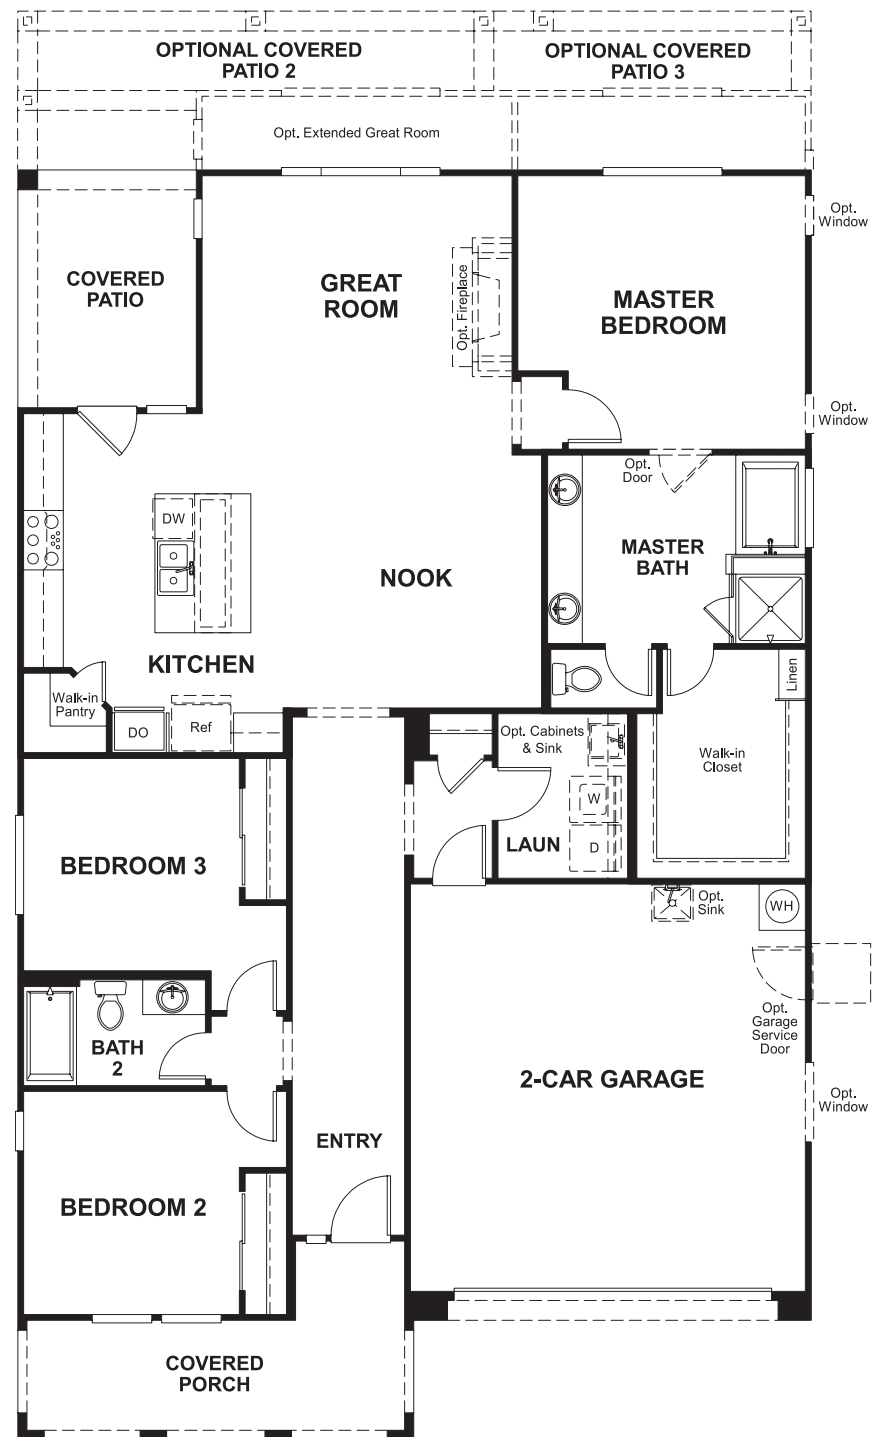 OPTIONAL COVERED
PATIO 2
OPTIONAL COVERED
PATIO 3
Opt. Extended Great Room
Opt.
Window
COVERED
PATIO
GREAT
ROOM
Opt. Fireplace
MASTER
BEDROOM
Opt.
Window
Opt.
Door
DW
MASTER
BATH
NOOK
KITCHEN
Walk-in
Pantry
DO
Ref
Linen
Opt. Cabinets
& Sink
Walk-in
Closet
W
LAUN
D
BEDROOM 3
Opt.
Sink
WH
Opt.
Garage
Service
Door
BATH
2
2-CAR GARAGE
Opt.
Window
ENTRY
BEDROOM 2
COVERED
PORCH